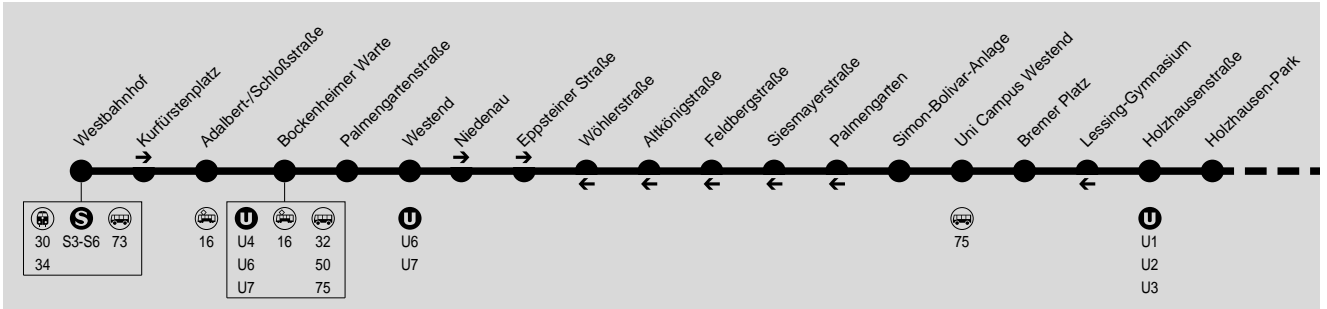 Westbahnhof
Kurfürstenplatz
Adalbert-/Schloßstraße
Bockenheimer Warte
Palmengartenstraße
Westend
Niedenau
Eppsteiner Straße
Wöhlerstraße
Altkönigstraße
Feldbergstraße
Siesmayerstraße
Palmengarten
Simon-Bolivar-Anlage
Uni Campus Westend
Bremer Platz
Lessing-Gymnasium
Holzhausenstraße
Holzhausen-Park
S
30 S3-S6 73
34
16
U
U4 16 32
U6 50
U7 75
U
U6
U7
75
U
U1
U2
U3